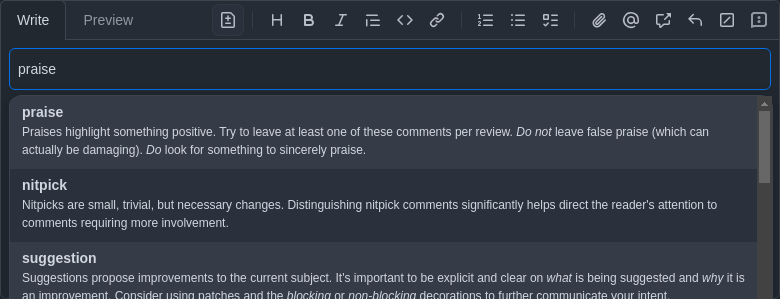 Write Preview
praise
praise
Praises highlight something positive. Try to leave at least one of these comments per review. Do not leave false praise (which can
actually be damaging). Do look for something to sincerely praise.
nitpick
Nitpicks are small, trivial, but necessary changes. Distinguishing nitpick comments significantly helps direct the reader's attention to
comments requiring more involvement.
suggestion
Suggestions propose improvements to the current subject. It's important to be explicit and clear on what is being suggested and why it is
an improvement. Consider using patches and the blocking or non-blocking decorations to further communicate your intent.